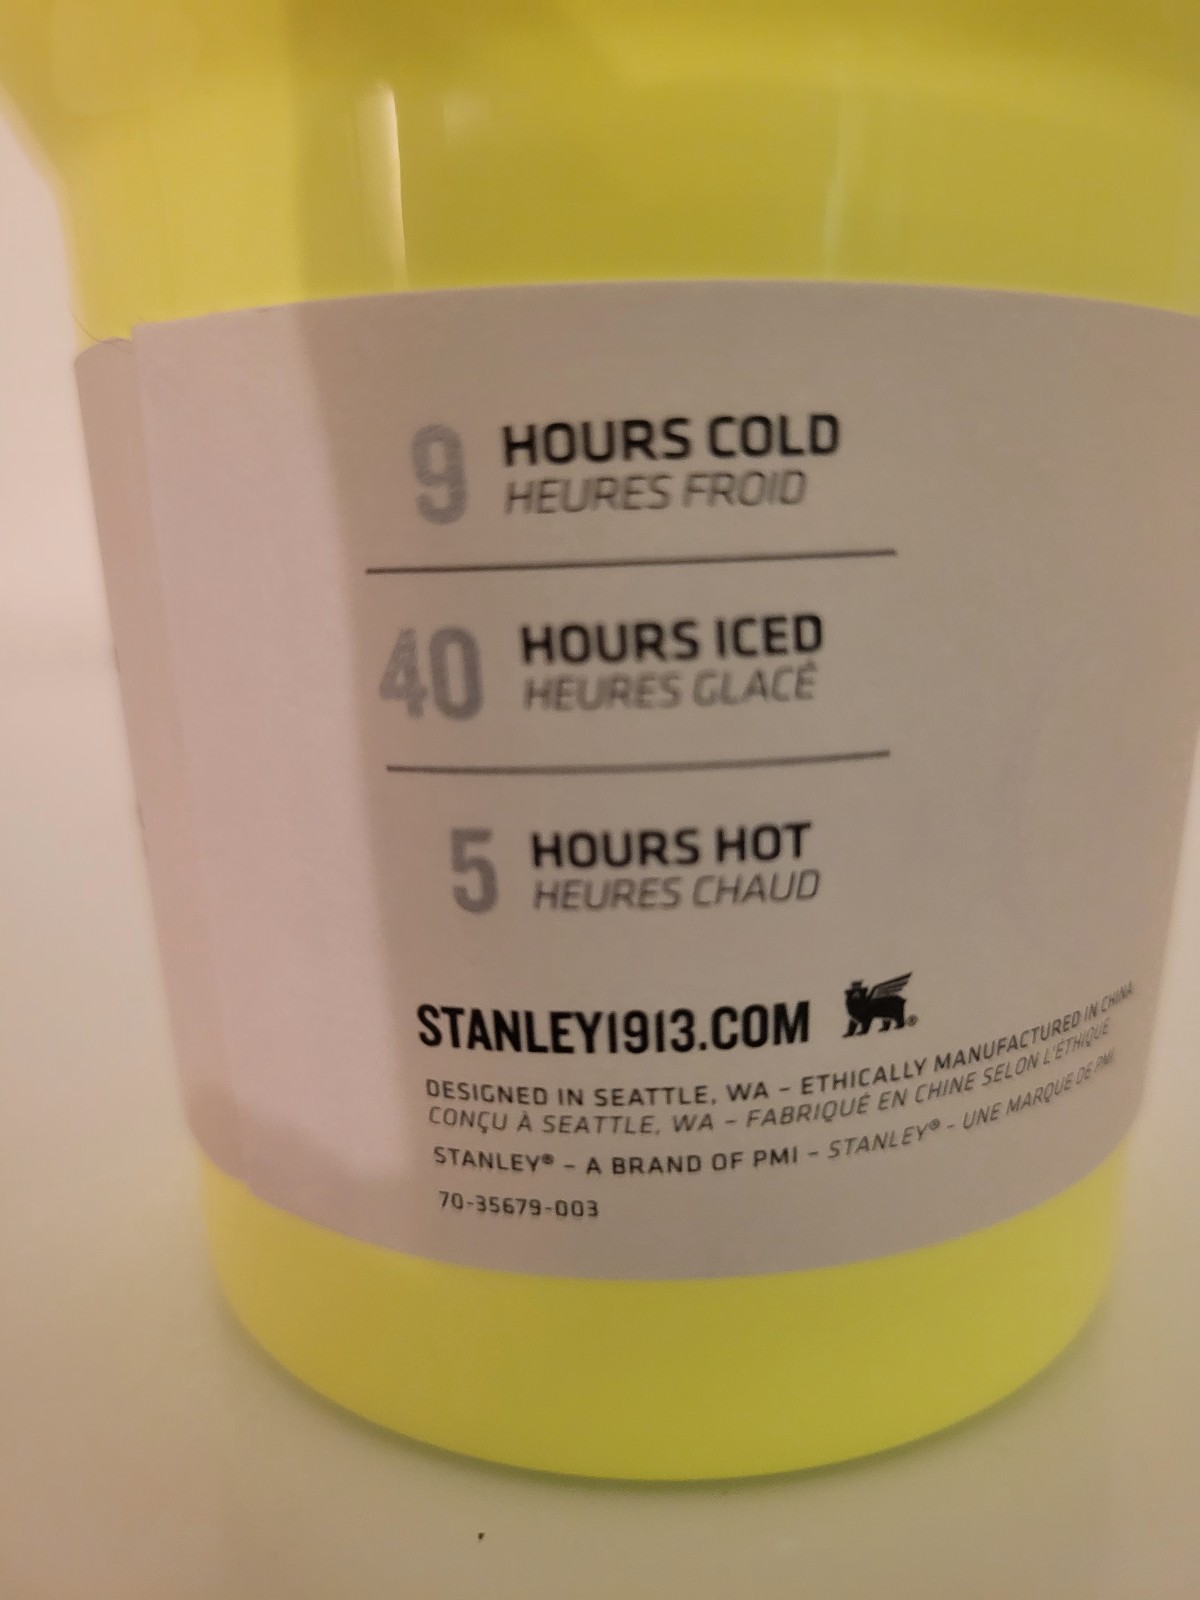 9 HOURS COLD
HEURES FROID
40 HOURS ICED
HEURES GLACÉ
5 HOURS HOT
HEURES CHAUD
STANLEY1913.COM ®
DESIGNED IN SEATTLE, WA – ETHICALLY MANUFACTURED IN CHINA
CONÇU À SEATTLE, WA – FABRIQUÉ EN CHINE SELON L'ÉTHIQUE
STANLEY® – A BRAND OF PMI – STANLEY® – UNE MARQUE DE PMI
70-35679-003